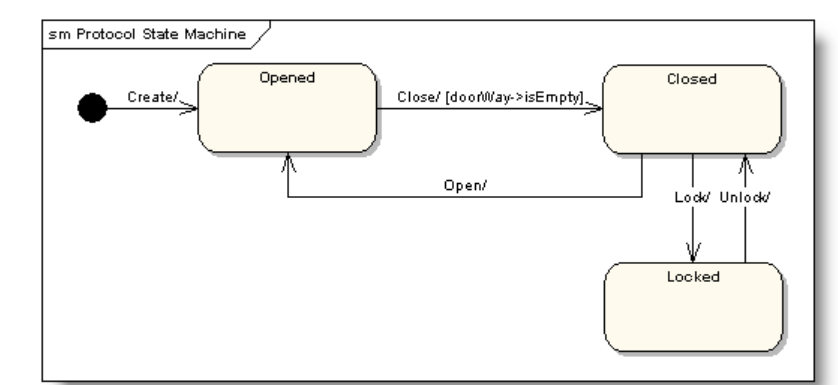 sm Protocol State Machine
Opened
Closed
Create/
Close/ [doorWay->isEmpty]
Open/
Lock/
Unlock/
Locked